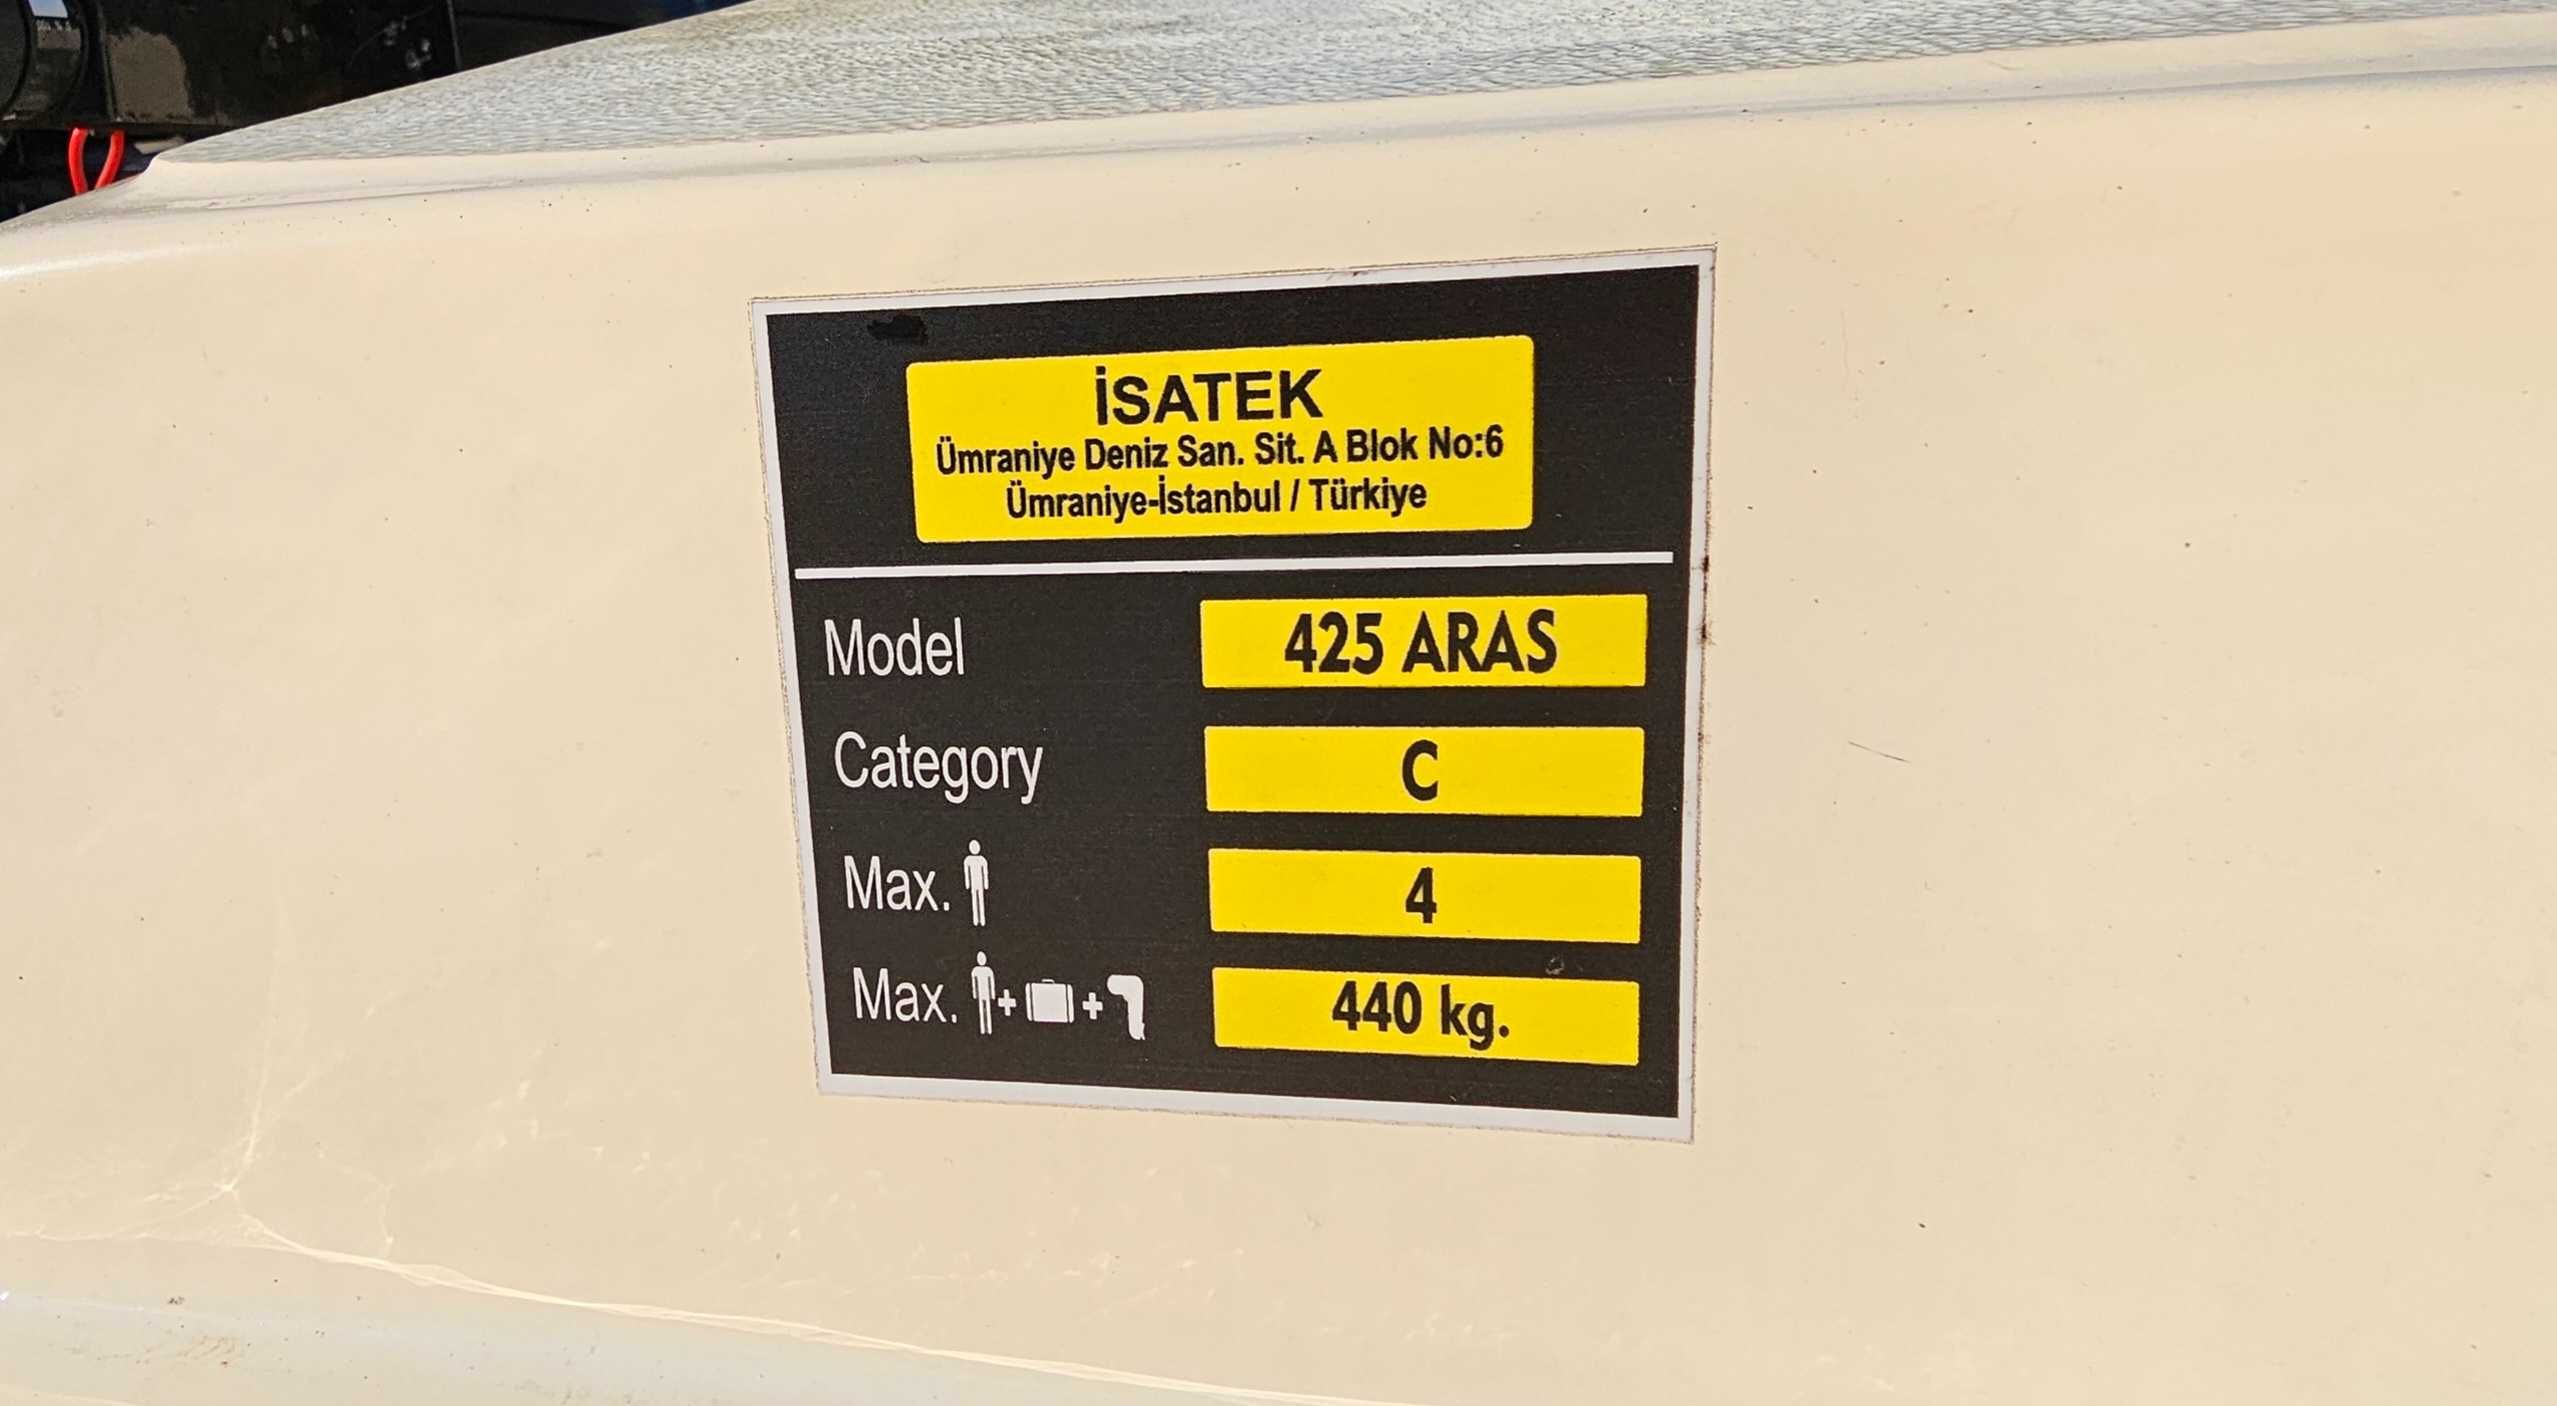 İSATEK
Ümraniye Deniz San. Sit. A Blok No:6
Ümraniye-İstanbul / Türkiye
Model 425 ARAS
Category C
Max. 4
Max. + + 440 kg.